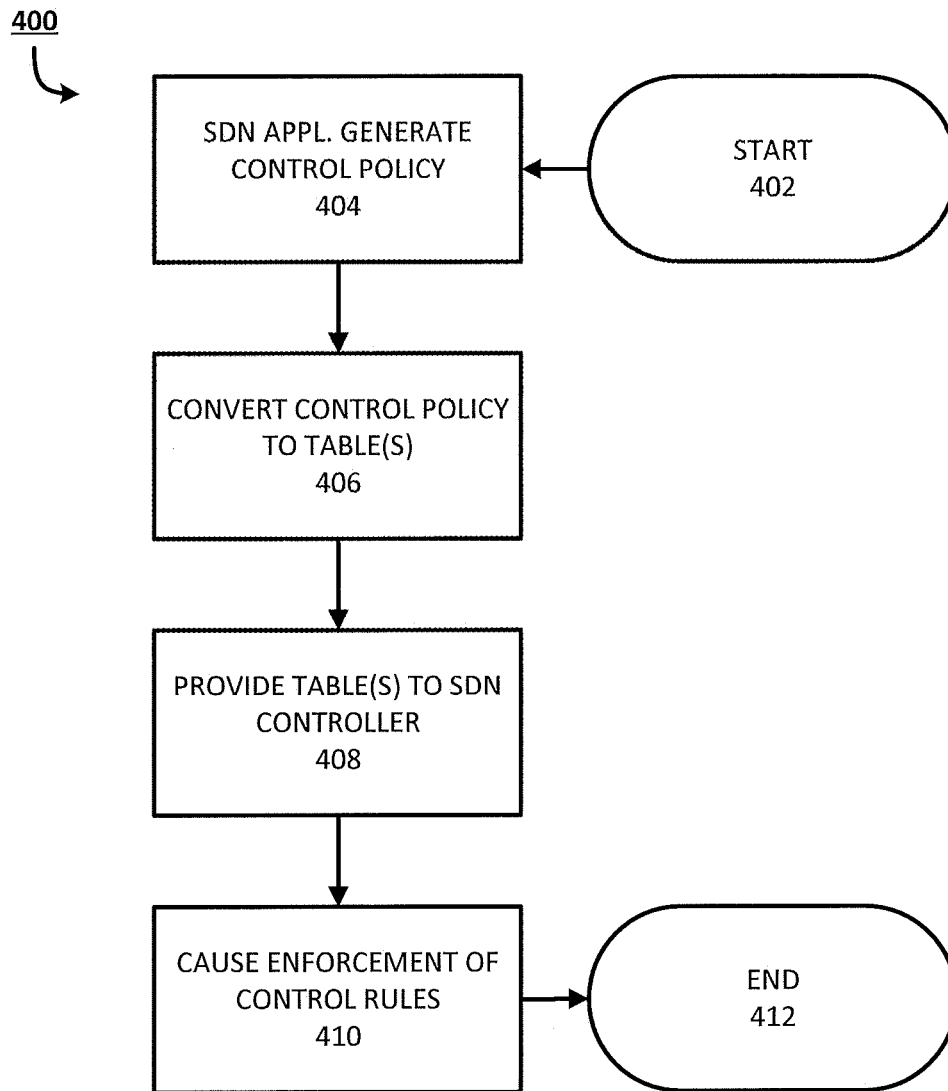 400
START
402
SDN APPL. GENERATE
CONTROL POLICY
404
CONVERT CONTROL POLICY
TO TABLE(S)
406
PROVIDE TABLE(S) TO SDN
CONTROLLER
408
CAUSE ENFORCEMENT OF
CONTROL RULES
410
END
412